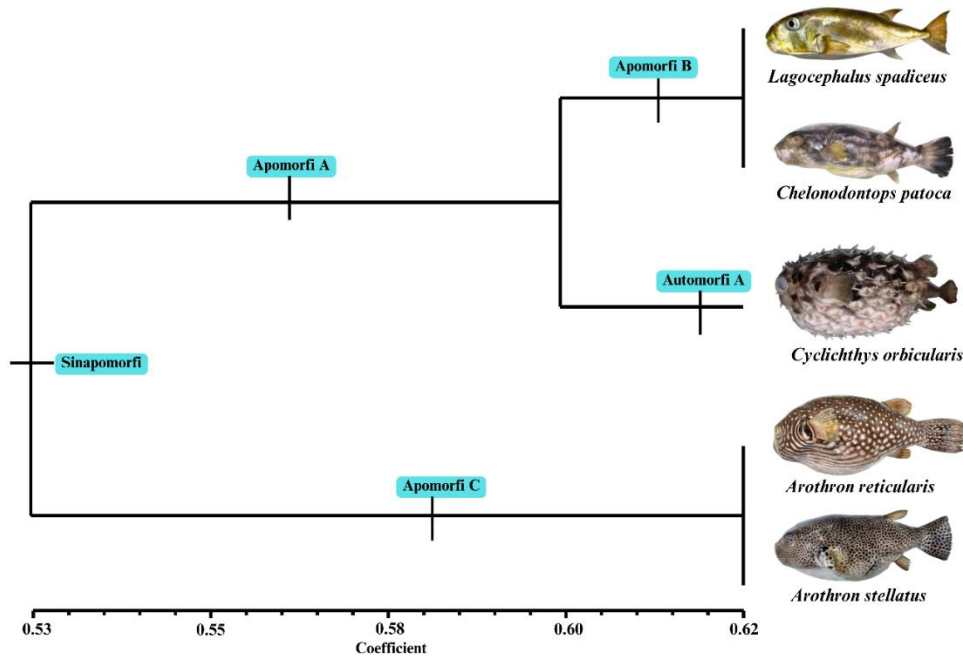 Lagocephalus spadiceus
Apomorfi B
Apomorfi A
Chelonodontops patoca
Automorfi A
Cyclichthys orbicularis
Sinapomorfi
Apomorfi C
Arothron reticularis
Arothron stellatus
0.53 0.55 0.58 0.60 0.62
Coefficient